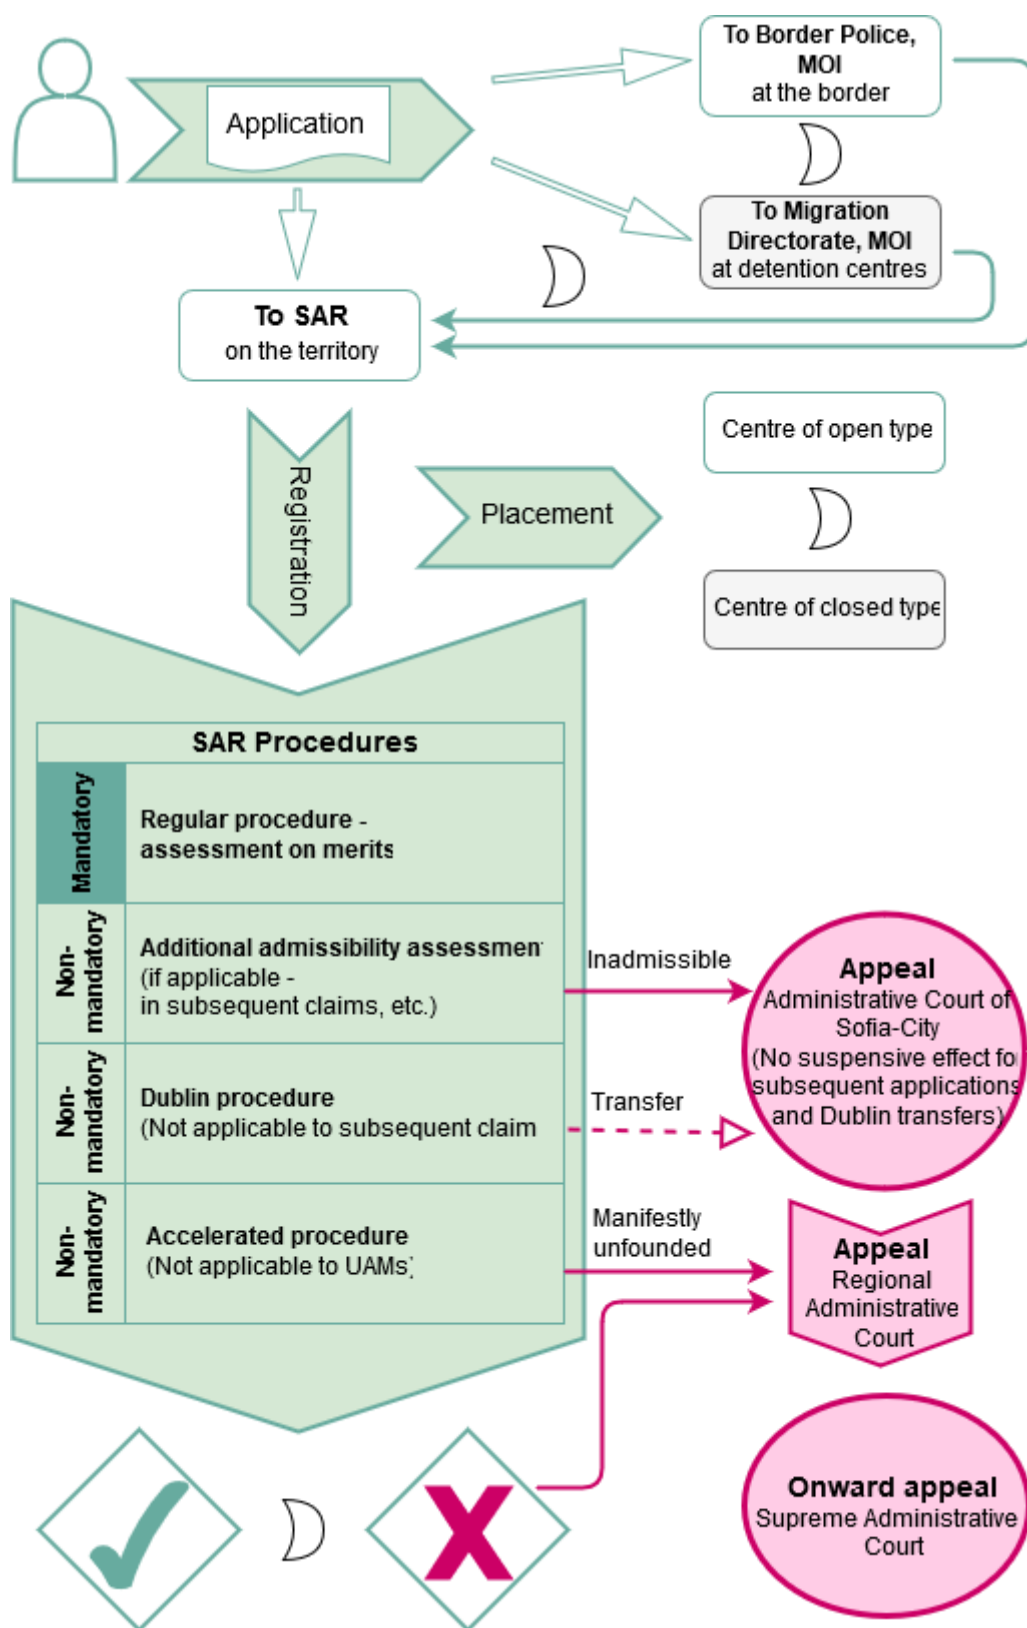 Application
To Border Police,
MOI
at the border
To Migration
Directorate, MOI
at detention centres
To SAR
on the territory
Registration
Placement
Centre of open type
Centre of closed type
SAR Procedures
Mandatory
Regular procedure -
assessment on merits
Non-
mandatory
Additional admissibility assessment
(if applicable -
in subsequent claims, etc.)
Inadmissible
Non-
mandatory
Dublin procedure
(Not applicable to subsequent claim
Transfer
Non-
mandatory
Accelerated procedure
(Not applicable to UAMs)
Manifestly
unfounded
Appeal
Administrative Court of
Sofia-City
(No suspensive effect for
subsequent applications
and Dublin transfers)
Appeal
Regional
Administrative
Court
X
Onward appeal
Supreme Administrative
Court